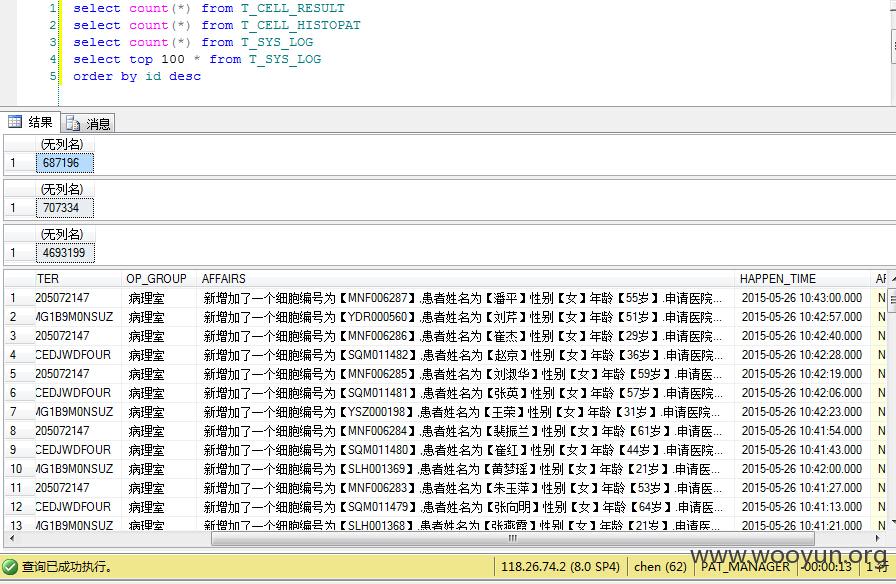 1 select count(*) from T_CELL_RESULT
2 select count(*) from T_CELL_HISTOPAT
3 select count(*) from T_SYS_LOG
4 select top 100 * from T_SYS_LOG
5 order by id desc
结果 消息
(无列名)
1 687196
(无列名)
1 707334
(无列名)
1 4693199
TER OP_GROUP AFFAIRS HAPPEN_TIME
1 205072147 病理室 新增加了一个细胞编号为【MNF006287】.患者姓名为【潘平】性别【女】年龄【55岁】.申请医院... 2015-05-26 10:43:00.000 N
2 MG1B9M0NSUZ 病理室 新增加了一个细胞编号为【YDR000560】.患者姓名为【刘芹】性别【女】年龄【51岁】.申请医院... 2015-05-26 10:42:57.000 N
3 205072147 病理室 新增加了一个细胞编号为【MNF006286】.患者姓名为【崔杰】性别【女】年龄【29岁】.申请医院... 2015-05-26 10:42:40.000 N
4 CEDJWDFOUR 病理室 新增加了一个细胞编号为【SQM011482】.患者姓名为【赵京】性别【女】年龄【36岁】.申请医院... 2015-05-26 10:42:28.000 N
5 205072147 病理室 新增加了一个细胞编号为【MNF006285】.患者姓名为【刘淑华】性别【女】年龄【59岁】.申请医... 2015-05-26 10:42:19.000 N
6 CEDJWDFOUR 病理室 新增加了一个细胞编号为【SQM011481】.患者姓名为【张英】性别【女】年龄【57岁】.申请医院... 2015-05-26 10:42:06.000 N
7 MG1B9M0NSUZ 病理室 新增加了一个细胞编号为【YSZ000198】.患者姓名为【王荣】性别【女】年龄【31岁】.申请医院... 2015-05-26 10:42:23.000 N
8 205072147 病理室 新增加了一个细胞编号为【MNF006284】.患者姓名为【裴振兰】性别【女】年龄【61岁】.申请医... 2015-05-26 10:41:54.000 N
9 CEDJWDFOUR 病理室 新增加了一个细胞编号为【SQM011480】.患者姓名为【崔红】性别【女】年龄【44岁】.申请医院... 2015-05-26 10:41:43.000 N
10 MG1B9M0NSUZ 病理室 新增加了一个细胞编号为【SLH001369】.患者姓名为【黄梦瑶】性别【女】年龄【21岁】.申请医... 2015-05-26 10:42:00.000 N
11 205072147 病理室 新增加了一个细胞编号为【MNF006283】.患者姓名为【朱玉萍】性别【女】年龄【53岁】.申请医... 2015-05-26 10:41:27.000 N
12 CEDJWDFOUR 病理室 新增加了一个细胞编号为【SQM011479】.患者姓名为【张向明】性别【女】年龄【64岁】.申请医... 2015-05-26 10:41:13.000 N
13 MG1B9M0NSUZ 病理室 新增加了一个细胞编号为【SLH001368】.患者姓名为【张燕霞】性别【女】年龄【21岁】.申请医... 2015-05-26 10:41:21.000 N
www.wooyun.org
查询已成功执行。 118.26.74.2 (8.0 SP4) chen (62) PAT_MANAGER 00:00:13 1 行